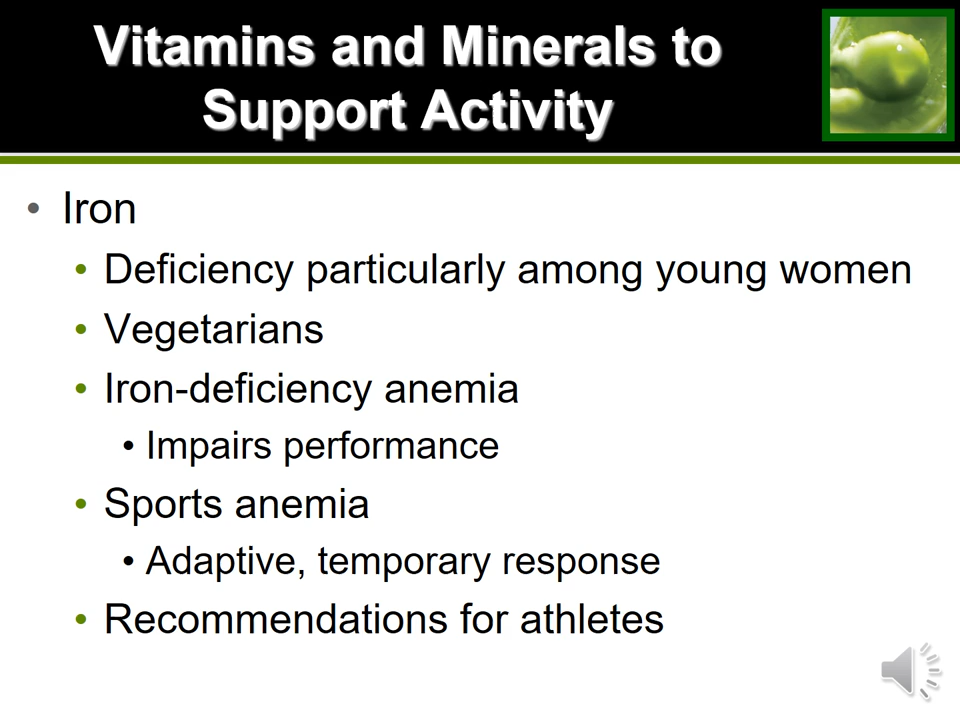 Vitamins and Minerals to
Support Activity
• Iron
• Deficiency particularly among young women
• Vegetarians
• Iron-deficiency anemia
• Impairs performance
• Sports anemia
• Adaptive, temporary response
• Recommendations for athletes